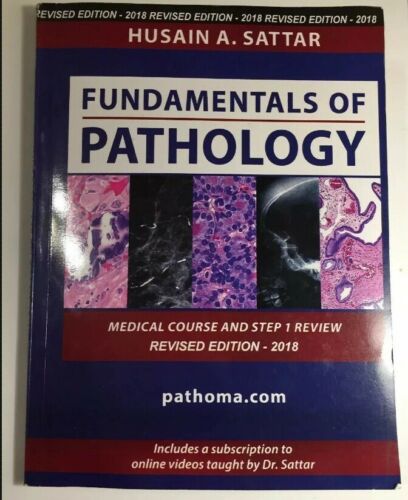 REVISED EDITION - 2018 REVISED EDITION - 2018 REVISED EDITION - 2018
HUSAIN A. SATTAR
FUNDAMENTALS OF
PATHOLOGY
MEDICAL COURSE AND STEP 1 REVIEW
REVISED EDITION - 2018
pathoma.com
Includes a subscription to
online videos taught by Dr. Sattar